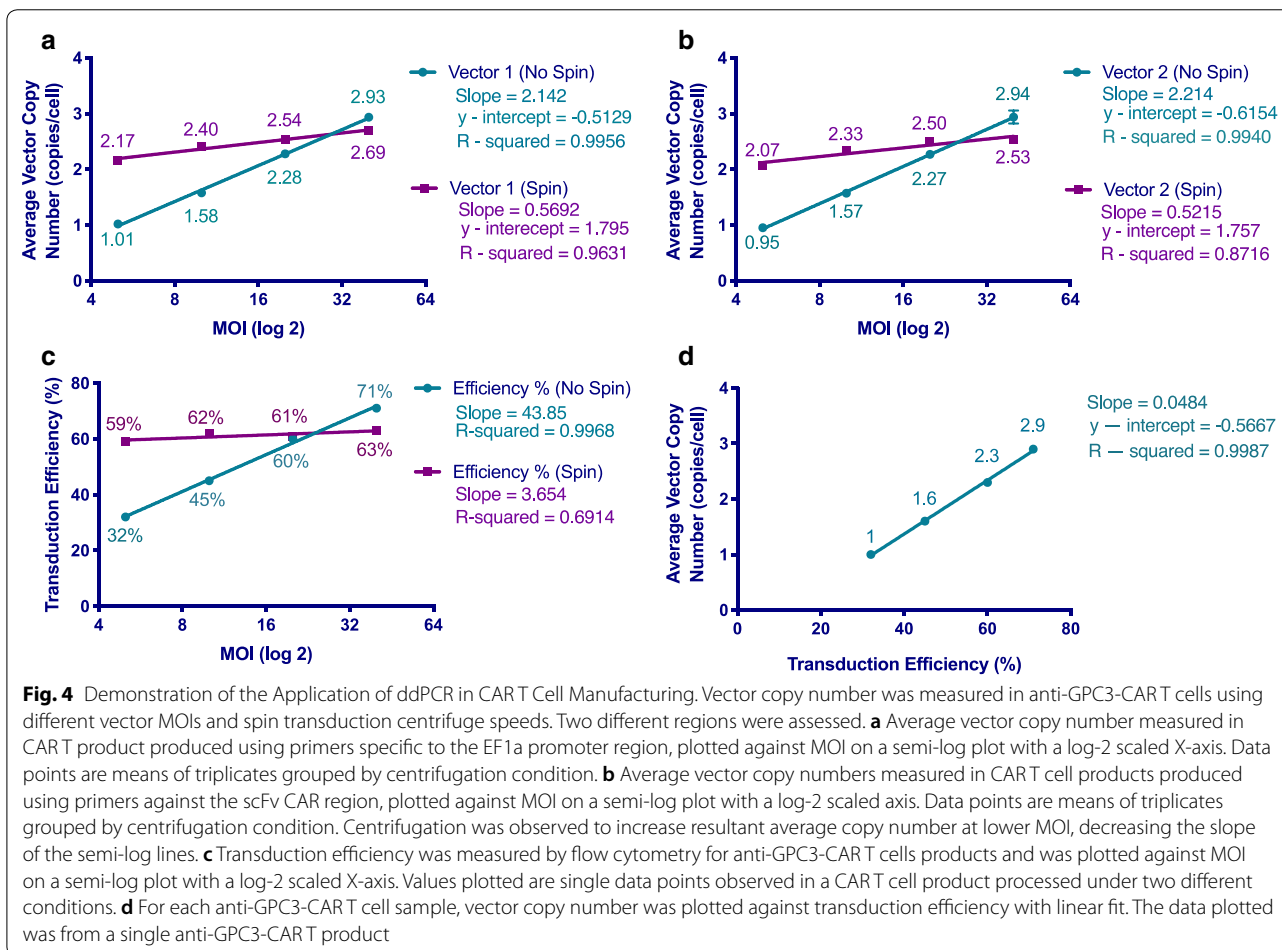 a
Average Vector Copy
Number (copies/cell)
4
3
2
1
0
4
8
16
32
64
MOI (log 2)
2.17
2.40
2.54
2.93
2.69
2.28
1.58
1.01
Vector 1 (No Spin)
Slope = 2.142
y - intercept = -0.5129
R - squared = 0.9956
Vector 1 (Spin)
Slope = 0.5692
y - interecept = 1.795
R - squared = 0.9631
b
Average Vector Copy
Number (copies/cell)
4
3
2
1
0
4
8
16
32
64
MOI (log 2)
2.07
2.33
2.50
2.94
2.53
2.27
1.57
0.95
Vector 2 (No Spin)
Slope = 2.214
y - intercept = -0.6154
R - squared = 0.9940
Vector 2 (Spin)
Slope = 0.5215
y - intercept = 1.757
R - squared = 0.8716
c
Transduction Efficiency (%)
80
60
40
20
0
4
8
16
32
64
MOI (log 2)
59%
62%
61%
71%
63%
60%
45%
32%
Efficiency % (No Spin)
Slope = 43.85
R-squared = 0.9968
Efficiency % (Spin)
Slope = 3.654
R-squared = 0.6914
d
Average Vector Copy
Number (copies/cell)
4
3
2
1
0
0
20
40
60
80
Transduction Efficiency (%)
1
1.6
2.3
2.9
Slope = 0.0484
y — intercept = -0.5667
R — squared = 0.9987
Fig. 4 Demonstration of the Application of ddPCR in CAR T Cell Manufacturing. Vector copy number was measured in anti-GPC3-CAR T cells using
different vector MOIs and spin transduction centrifuge speeds. Two different regions were assessed. a Average vector copy number measured in
CAR T product produced using primers specific to the EF1a promoter region, plotted against MOI on a semi-log plot with a log-2 scaled X-axis. Data
points are means of triplicates grouped by centrifugation condition. b Average vector copy numbers measured in CAR T cell products produced
using primers against the scFv CAR region, plotted against MOI on a semi-log plot with a log-2 scaled axis. Data points are means of triplicates
grouped by centrifugation condition. Centrifugation was observed to increase resultant average copy number at lower MOI, decreasing the slope
of the semi-log lines. c Transduction efficiency was measured by flow cytometry for anti-GPC3-CAR T cells products and was plotted against MOI
on a semi-log plot with a log-2 scaled X-axis. Values plotted are single data points observed in a CAR T cell product processed under two different
conditions. d For each anti-GPC3-CAR T cell sample, vector copy number was plotted against transduction efficiency with linear fit. The data plotted
was from a single anti-GPC3-CAR T product